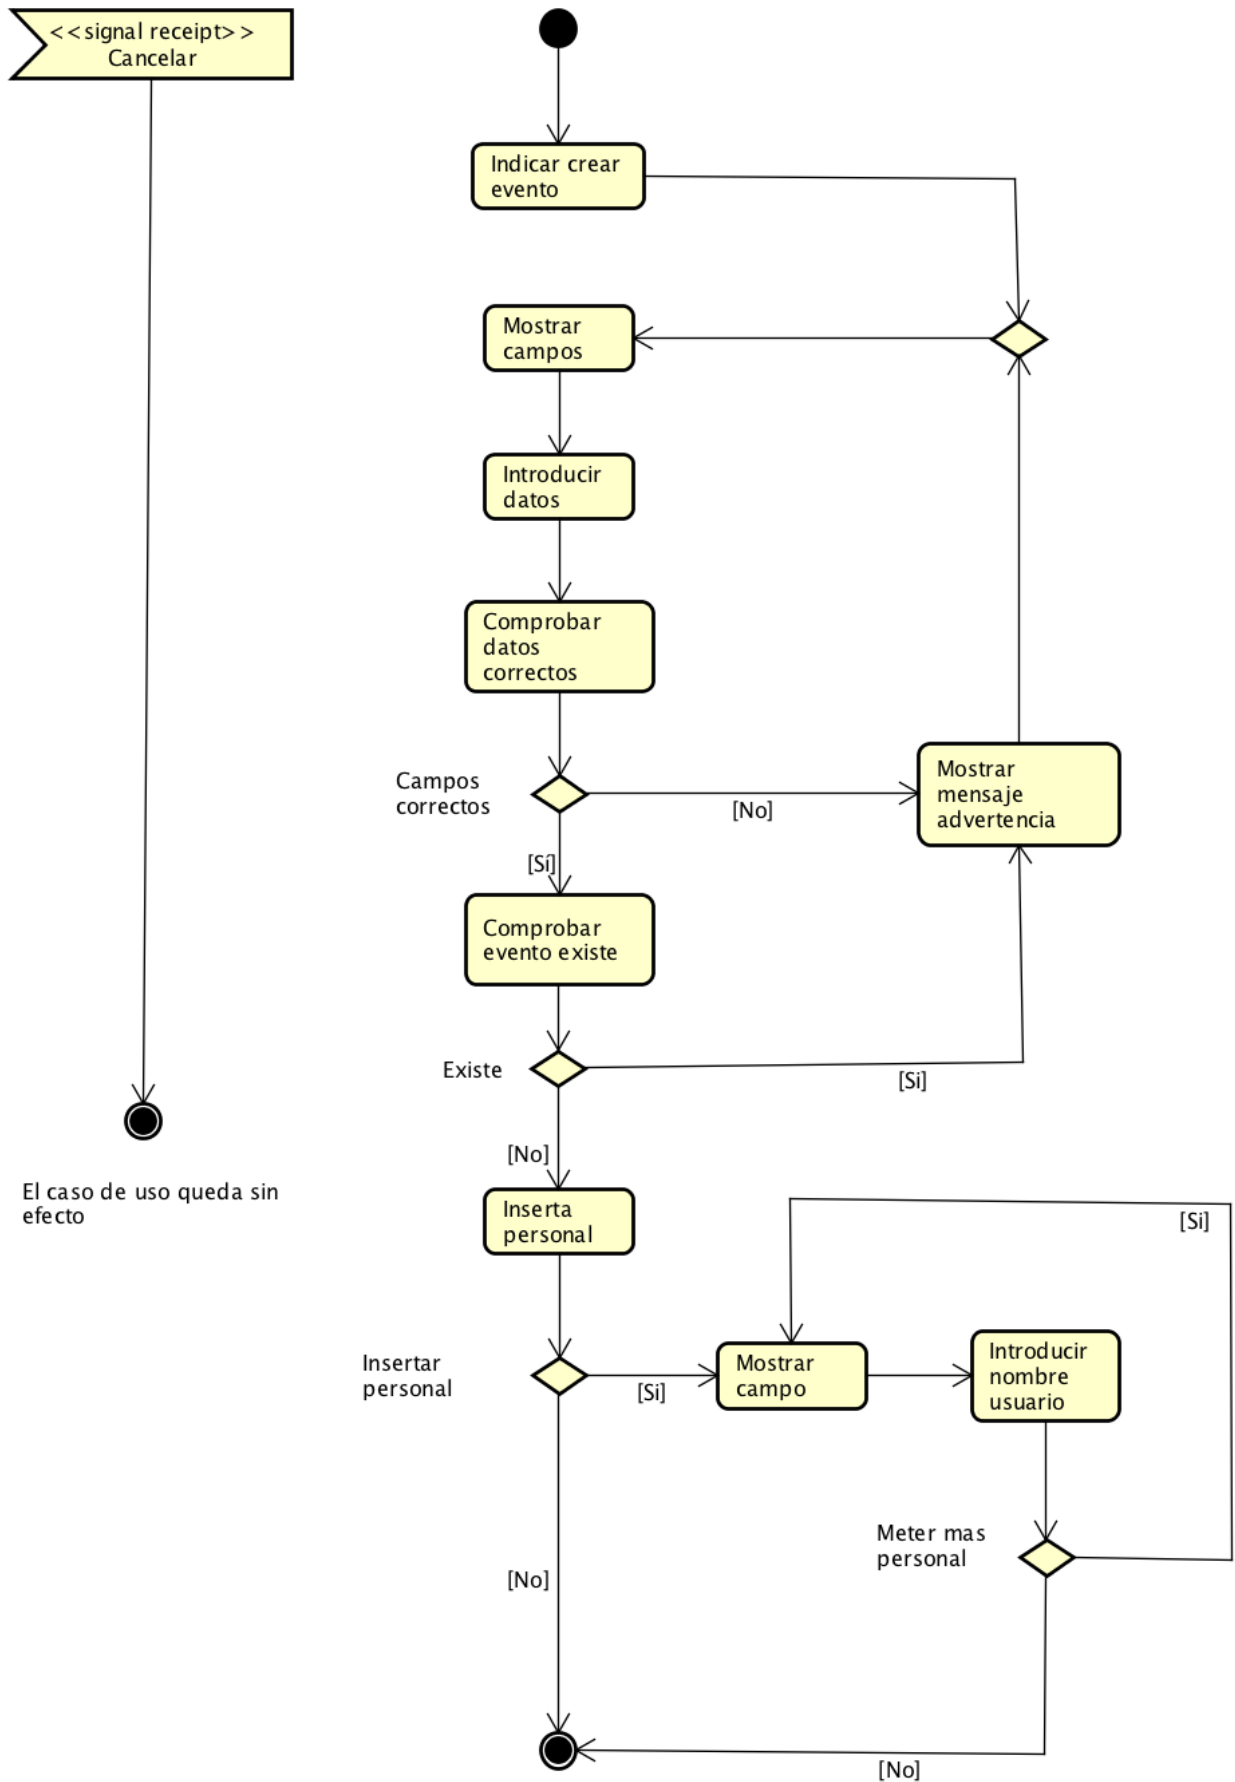 <<signal receipt>>
Cancelar
Indicar crear
evento
Mostrar
campos
Introducir
datos
Comprobar
datos
correctos
Campos
correctos
[No]
Mostrar
mensaje
advertencia
[Sí]
Comprobar
evento existe
Existe
[Si]
[No]
El caso de uso queda sin
efecto
Inserta
personal
[Si]
Insertar
personal
[Si]
Mostrar
campo
Introducir
nombre
usuario
Meter mas
personal
[No]
[No]